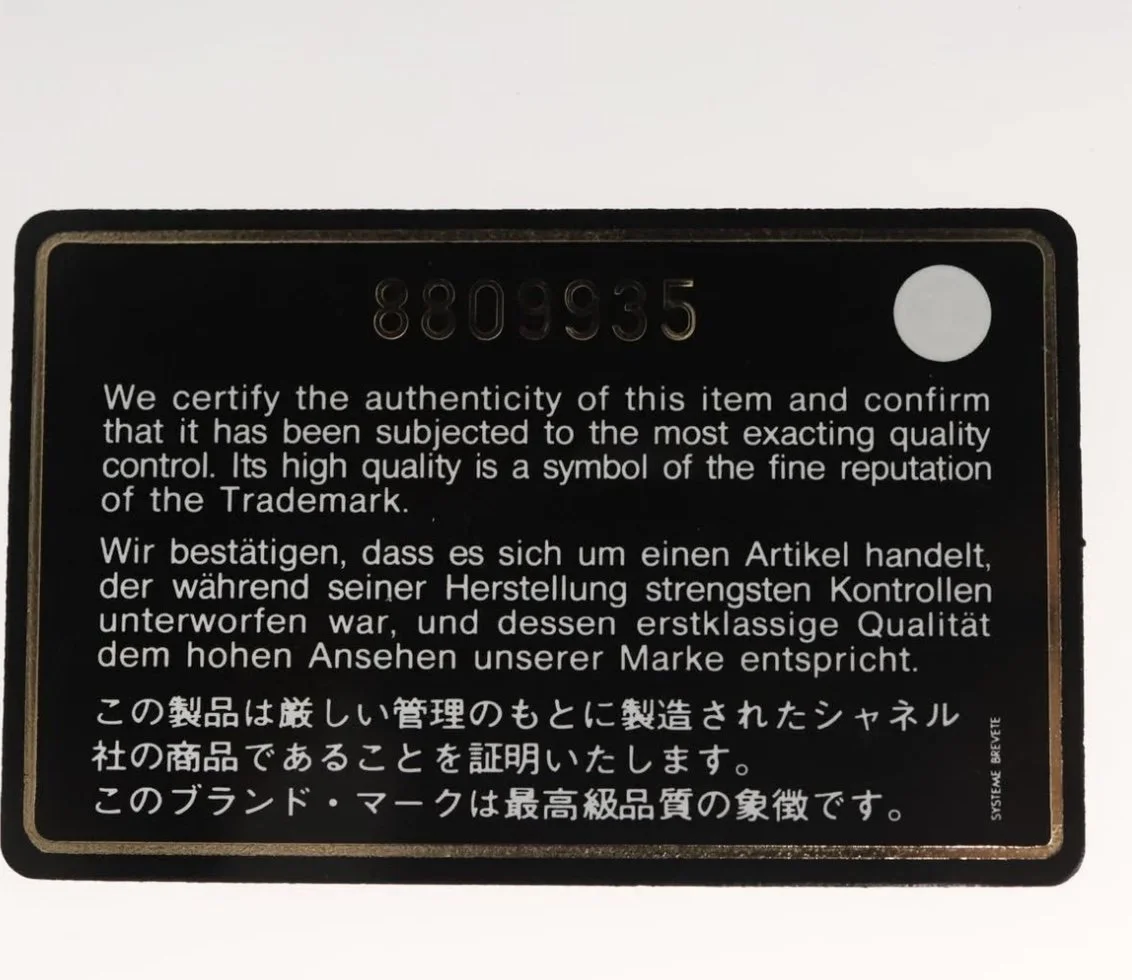 8809935
We certify the authenticity of this item and confirm
that it has been subjected to the most exacting quality
control. Its high quality is a symbol of the fine reputation
of the Trademark.
Wir bestätigen, dass es sich um einen Artikel handelt,
der während seiner Herstellung strengsten Kontrollen
unterworfen war, und dessen erstklassige Qualität
dem hohen Ansehen unserer Marke entspricht.
この製品は厳しい管理のもとに製造されたシャネル
社の商品であることを証明いたします。
このブランド・マークは最高級品質の象徴です。
SYSTEME BREVETE